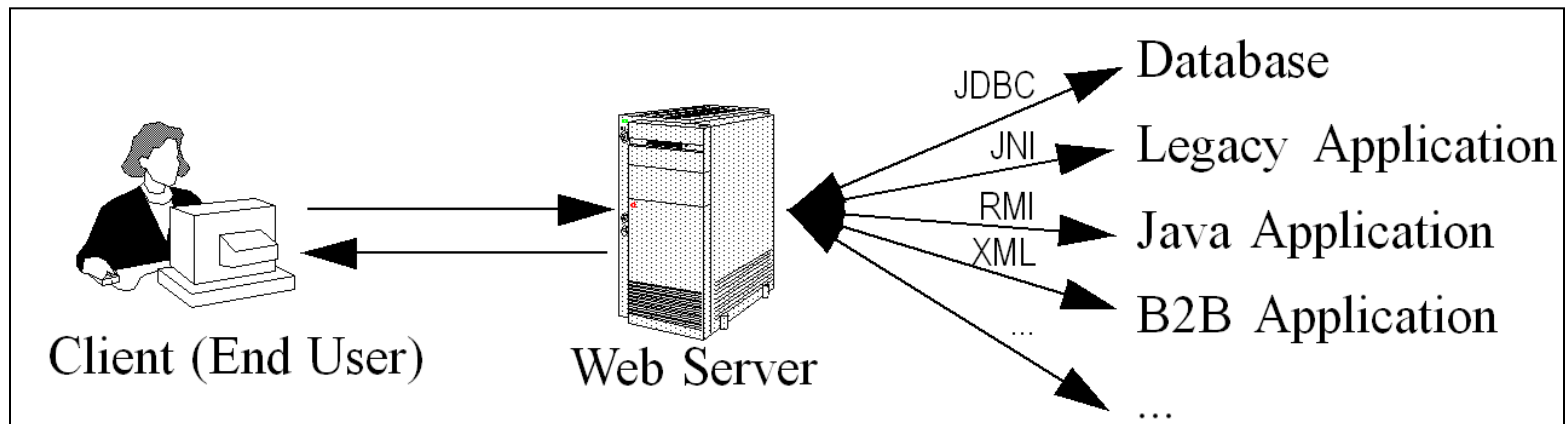 Client (End User)
Web Server
JDBC
Database
JNI
Legacy Application
RMI
Java Application
XML
B2B Application
...
...